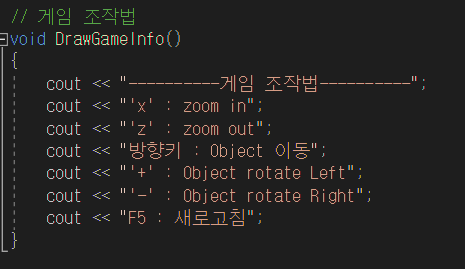 // 게임 조작법
void DrawGameInfo()
{
cout << "----------게임 조작법----------";
cout << "'x' : zoom in";
cout << "'z' : zoom out";
cout << "방향키 : Object 이동";
cout << "'+' : Object rotate Left";
cout << "'-' : Object rotate Right";
cout << "F5 : 새로고침";
}